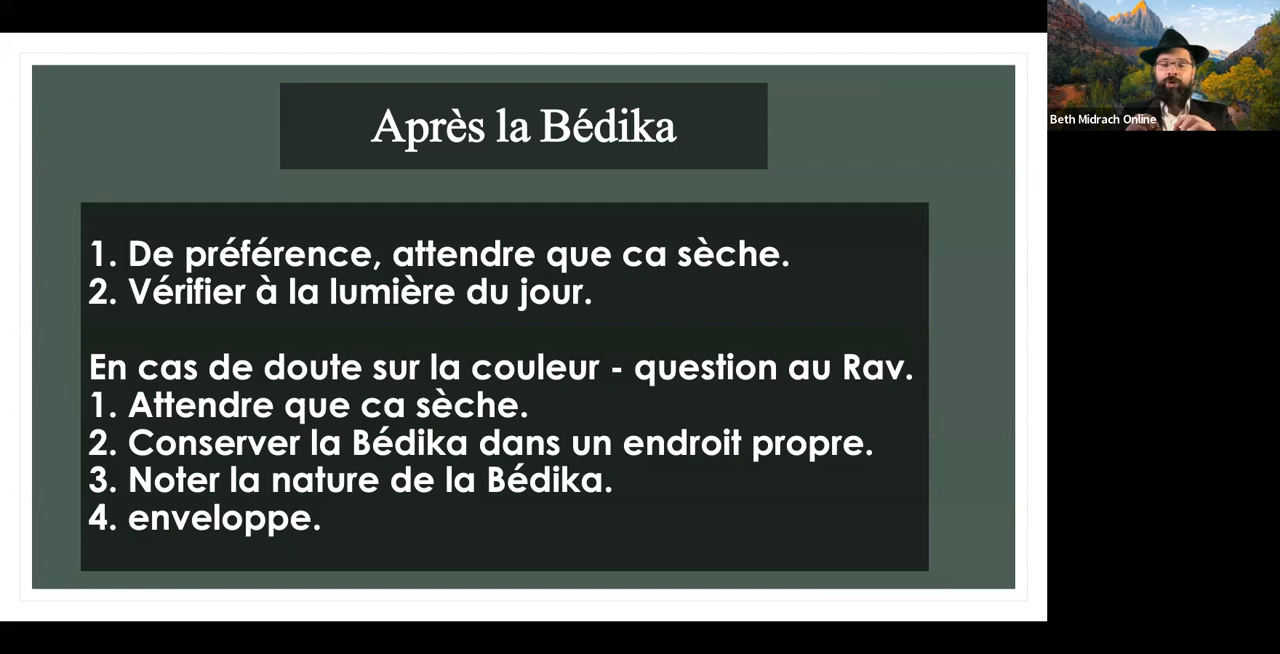 Après la Bédika
1. De préférence, attendre que ca sèche.
2. Vérifier à la lumière du jour.
En cas de doute sur la couleur - question au Rav.
1. Attendre que ca sèche.
2. Conserver la Bédika dans un endroit propre.
3. Noter la nature de la Bédika.
4. enveloppe.
Beth Midrach Online